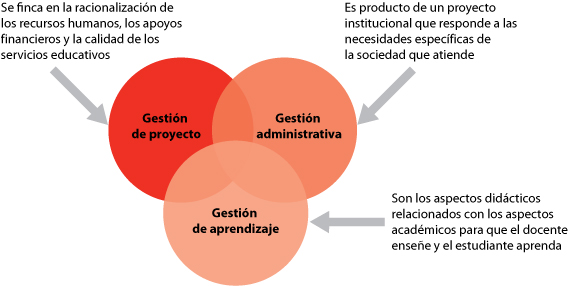 Se finca en la racionalización de
los recursos humanos, los apoyos
financieros y la calidad de los
servicios educativos
Es producto de un proyecto
institucional que responde a las
necesidades específicas de
la sociedad que atiende
Gestión
de proyecto
Gestión
administrativa
Gestión
de aprendizaje
Son los aspectos didácticos
relacionados con los aspectos
académicos para que el docente
enseñe y el estudiante aprenda